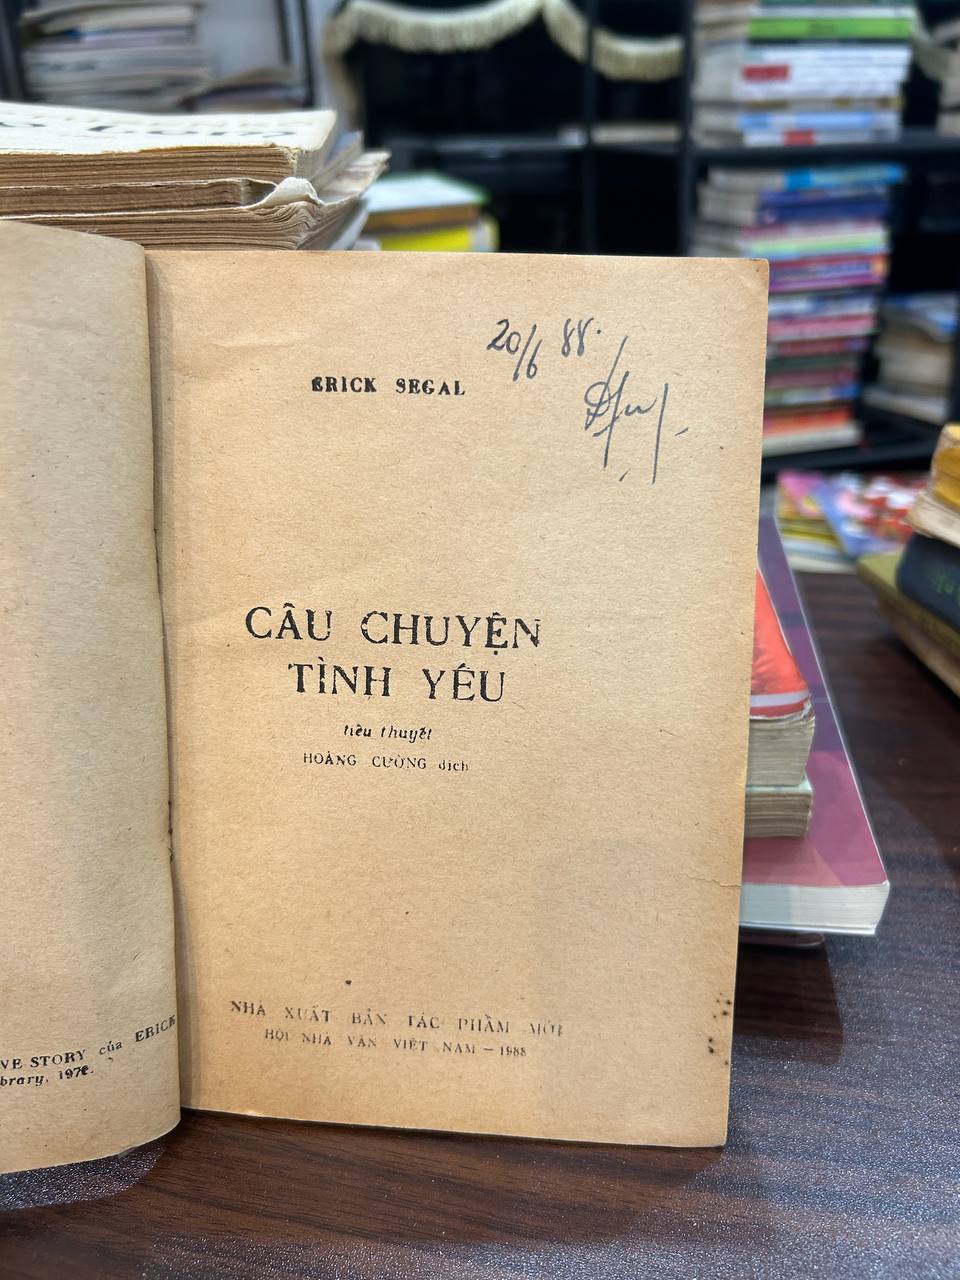 20/6 88.
ERICK SEGAL
CÂU CHUYỆN
TÌNH YÊU
tiểu thuyết
HOÀNG CƯỜNG dịch
NHÀ XUẤT BẢN TÁC PHẨM MỚI
HỘI NHÀ VĂN VIỆT NAM — 1988
VE STORY của ERICK
brary, 197